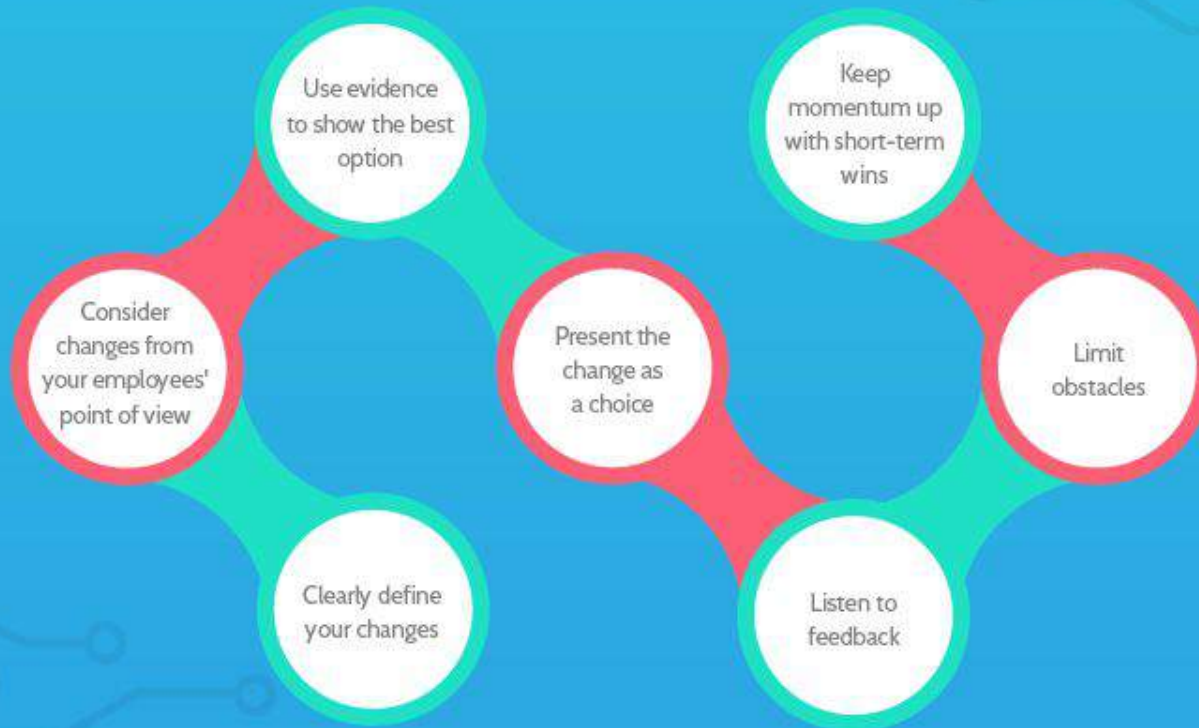 Use evidence
to show the best
option
Keep
momentum up
with short-term
wins
Consider
changes from
your employees'
point of view
Present the
change as
a choice
Limit
obstacles
Clearly define
your changes
Listen to
feedback